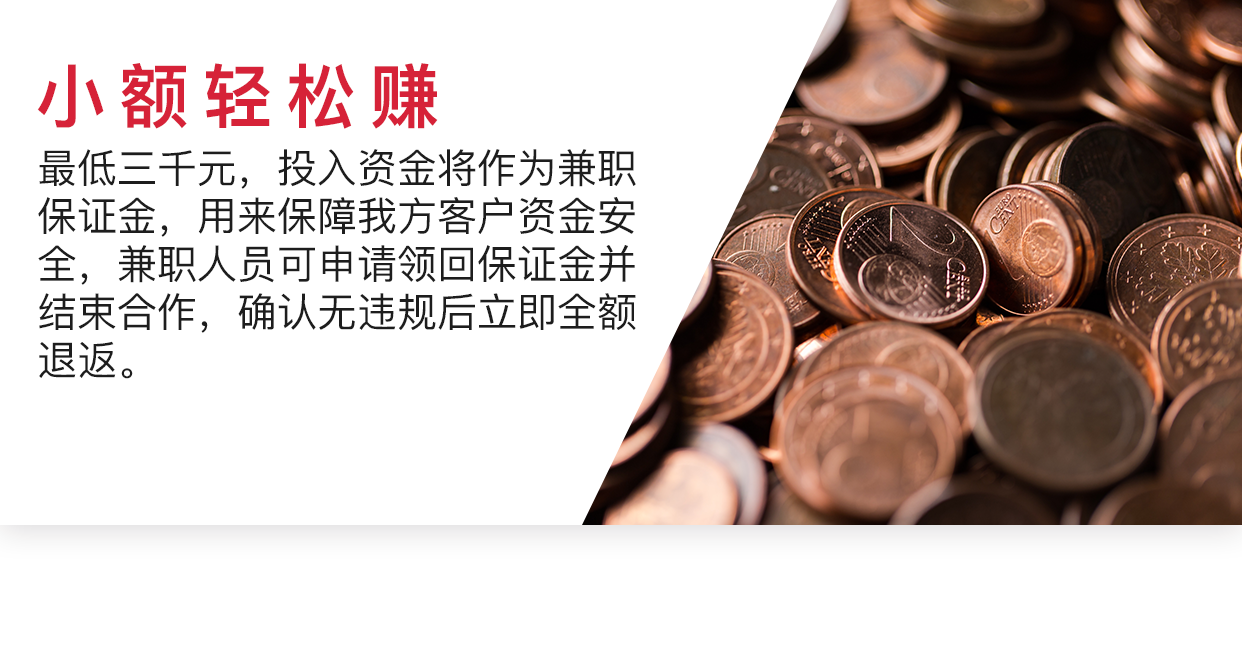 小额轻松赚
最低三千元，投入资金将作为兼职
保证金，用来保障我方客户资金安
全，兼职人员可申请领回保证金并
结束合作，确认无违规后立即全额
退返。
2
EURO
CENT